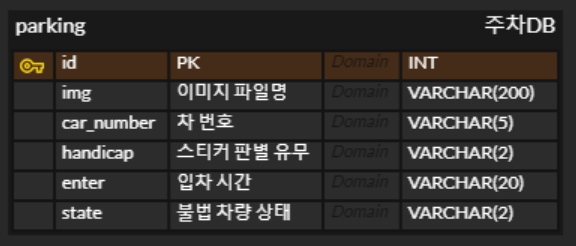 parking 주차DB
id PK Domain INT
img 이미지 파일명 Domain VARCHAR(200)
car_number 차 번호 Domain VARCHAR(5)
handicap 스티커 판별 유무 Domain VARCHAR(2)
enter 입차 시간 Domain VARCHAR(20)
state 불법 차량 상태 Domain VARCHAR(2)